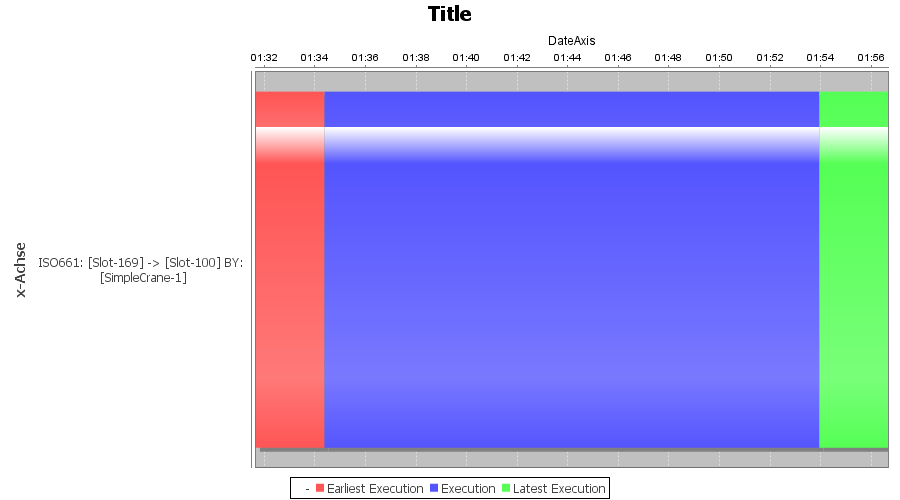 Title
DateAxis
01:32 01:34 01:36 01:38 01:40 01:42 01:44 01:46 01:48 01:50 01:52 01:54 01:56
x-Achse
ISO661: [Slot-169] -> [Slot-100] BY:
[SimpleCrane-1]
- Earliest Execution Execution Latest Execution